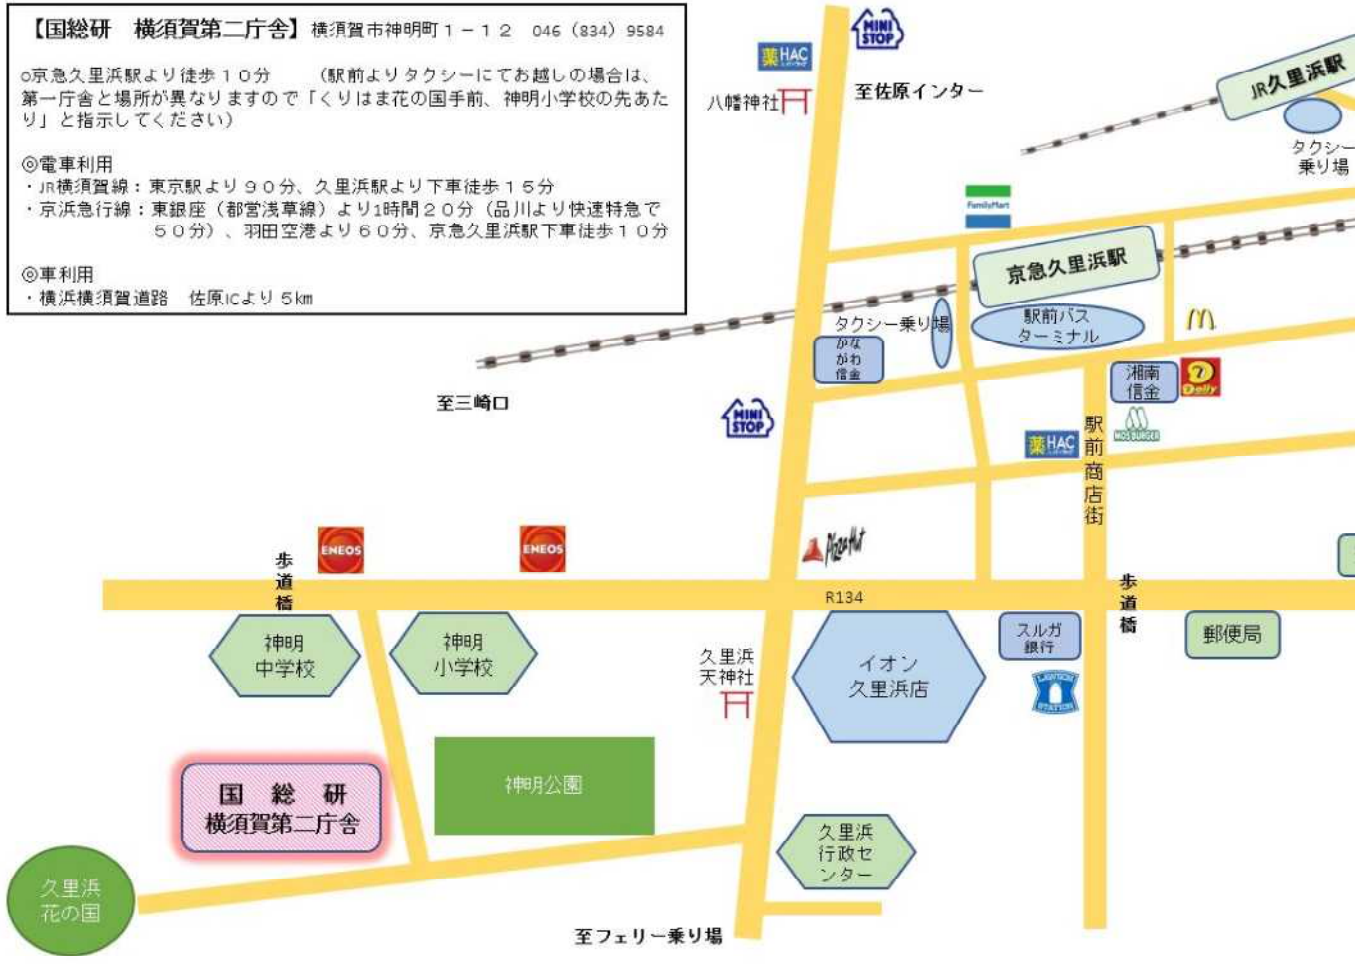 【国総研　横須賀第二庁舎】横須賀市神明町１－１２　046（834）9584
○京急久里浜駅より徒歩１０分　　（駅前よりタクシーにてお越しの場合は、
第一庁舎と場所が異なりますので「くりはま花の国手前、神明小学校の先あた
り」と指示してください）
◎電車利用
・JR横須賀線：東京駅より９０分、久里浜駅より下車徒歩１５分
・京浜急行線：東銀座（都営浅草線）より1時間２０分（品川より快速特急で
５０分）、羽田空港より６０分、京急久里浜駅下車徒歩１０分
◎車利用
・横浜横須賀道路　佐原ICより５km
MINI
STOP
薬 HAC
八幡神社
至佐原インター
JR久里浜駅
タクシー
乗り場
FamilyMart
京急久里浜駅
タクシー乗り場
駅前バス
ターミナル
かな
がわ
信金
湘南
信金
Daily
MOS BURGER
至三崎口
MINI
STOP
薬 HAC
駅前商店街
ENEOS
ENEOS
Pizza Hut
歩道橋
R134
歩道橋
神明
中学校
神明
小学校
久里浜
天神社
イオン
久里浜店
スルガ
銀行
郵便局
LAWSON
STATION
国　総　研
横須賀第二庁舎
神明公園
久里浜
行政セ
ンター
久里浜
花の国
至フェリー乗り場